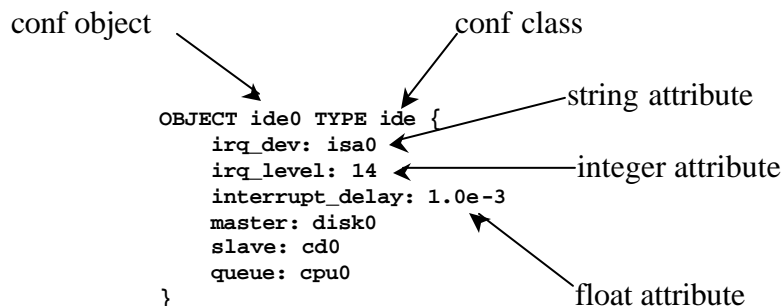 conf object
conf class
string attribute
OBJECT ide0 TYPE ide {
irq_dev: isa0
irq_level: 14
integer attribute
interrupt_delay: 1.0e-3
master: disk0
slave: cd0
queue: cpu0
}
float attribute